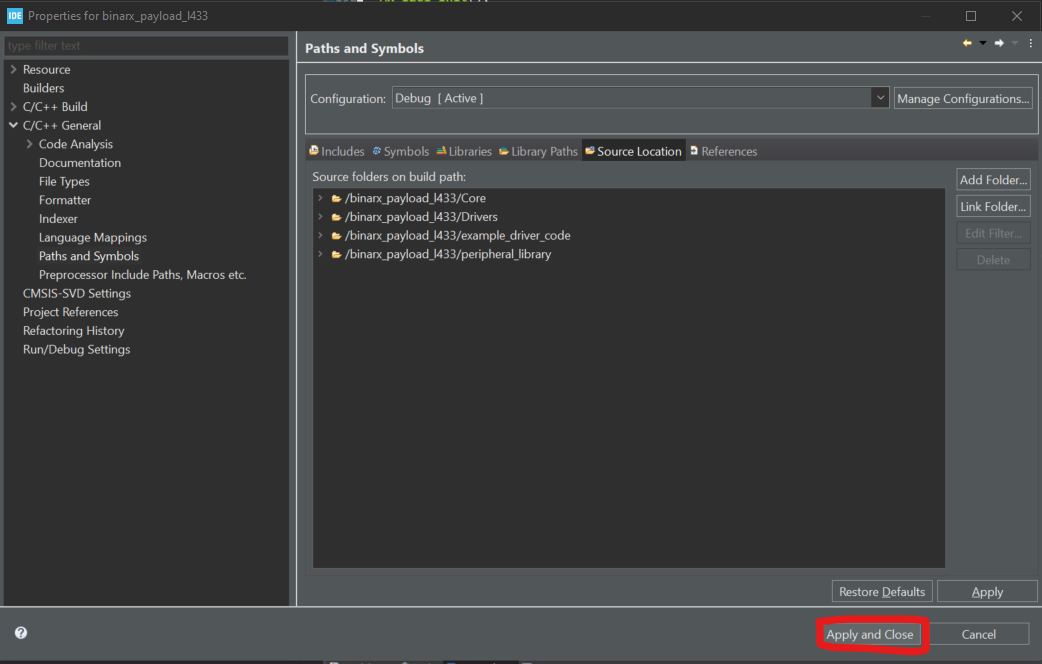 IDE Properties for binarx_payload_l433
type filter text
Resource
Builders
C/C++ Build
C/C++ General
Code Analysis
Documentation
File Types
Formatter
Indexer
Language Mappings
Paths and Symbols
Preprocessor Include Paths, Macros etc.
CMSIS-SVD Settings
Project References
Refactoring History
Run/Debug Settings
Paths and Symbols
Configuration: Debug [ Active ] Manage Configurations...
Includes Symbols Libraries Library Paths Source Location References
Source folders on build path:
/binarx_payload_l433/Core
/binarx_payload_l433/Drivers
/binarx_payload_l433/example_driver_code
/binarx_payload_l433/peripheral_library
Add Folder...
Link Folder...
Edit Filter...
Delete
Restore Defaults Apply
Apply and Close Cancel